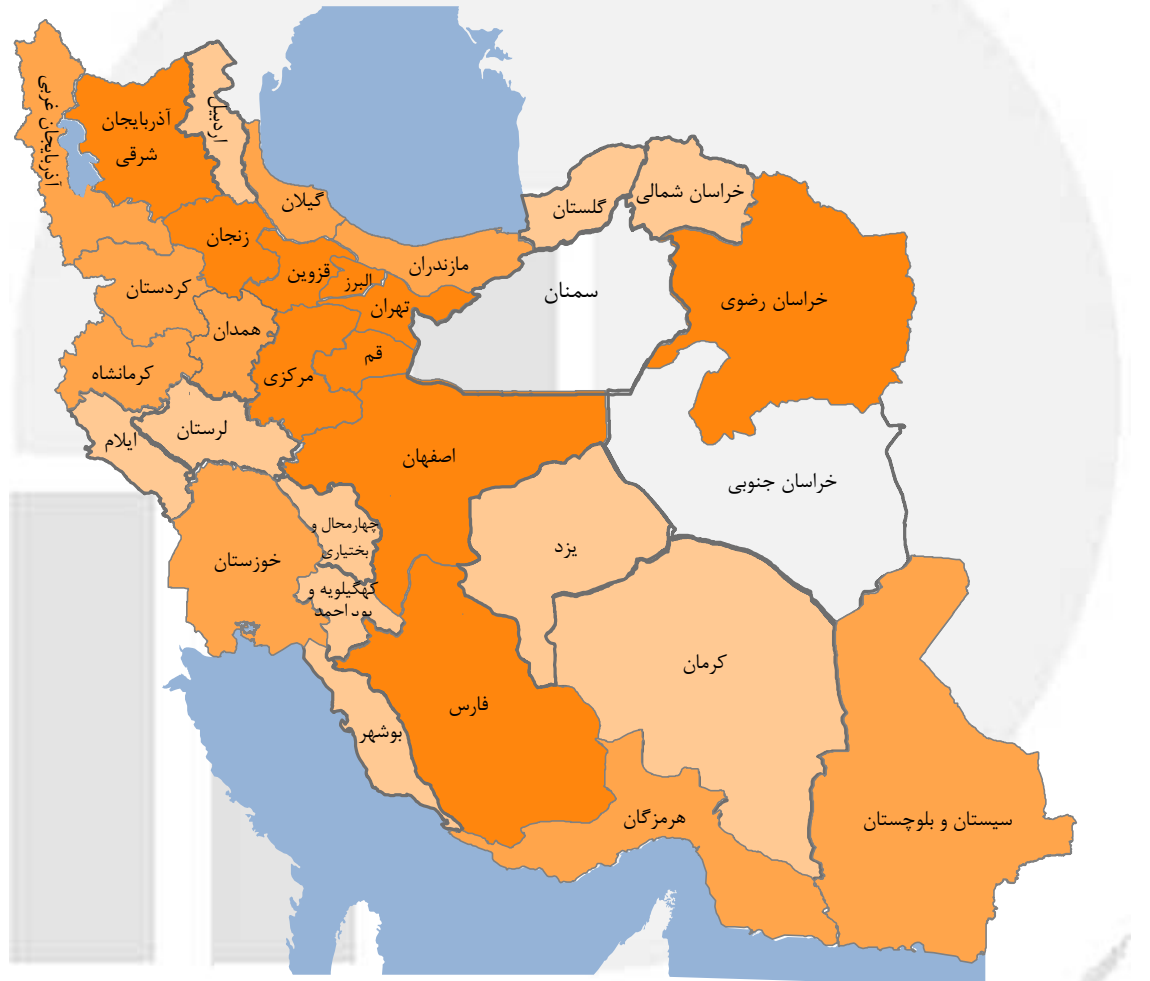 آذربایجان غربی
آذربایجان
شرقی
اردبیل
گیلان
زنجان
قزوین
البرز
مازندران
تهران
گلستان
خراسان شمالی
سمنان
خراسان رضوی
کردستان
همدان
کرمانشاه
مرکزی
قم
ایلام
لرستان
اصفهان
خراسان جنوبی
چهارمحال و
بختیاری
خوزستان
یزد
کهگیلویه و
بویراحمد
کرمان
فارس
بوشهر
هرمزگان
سیستان و بلوچستان